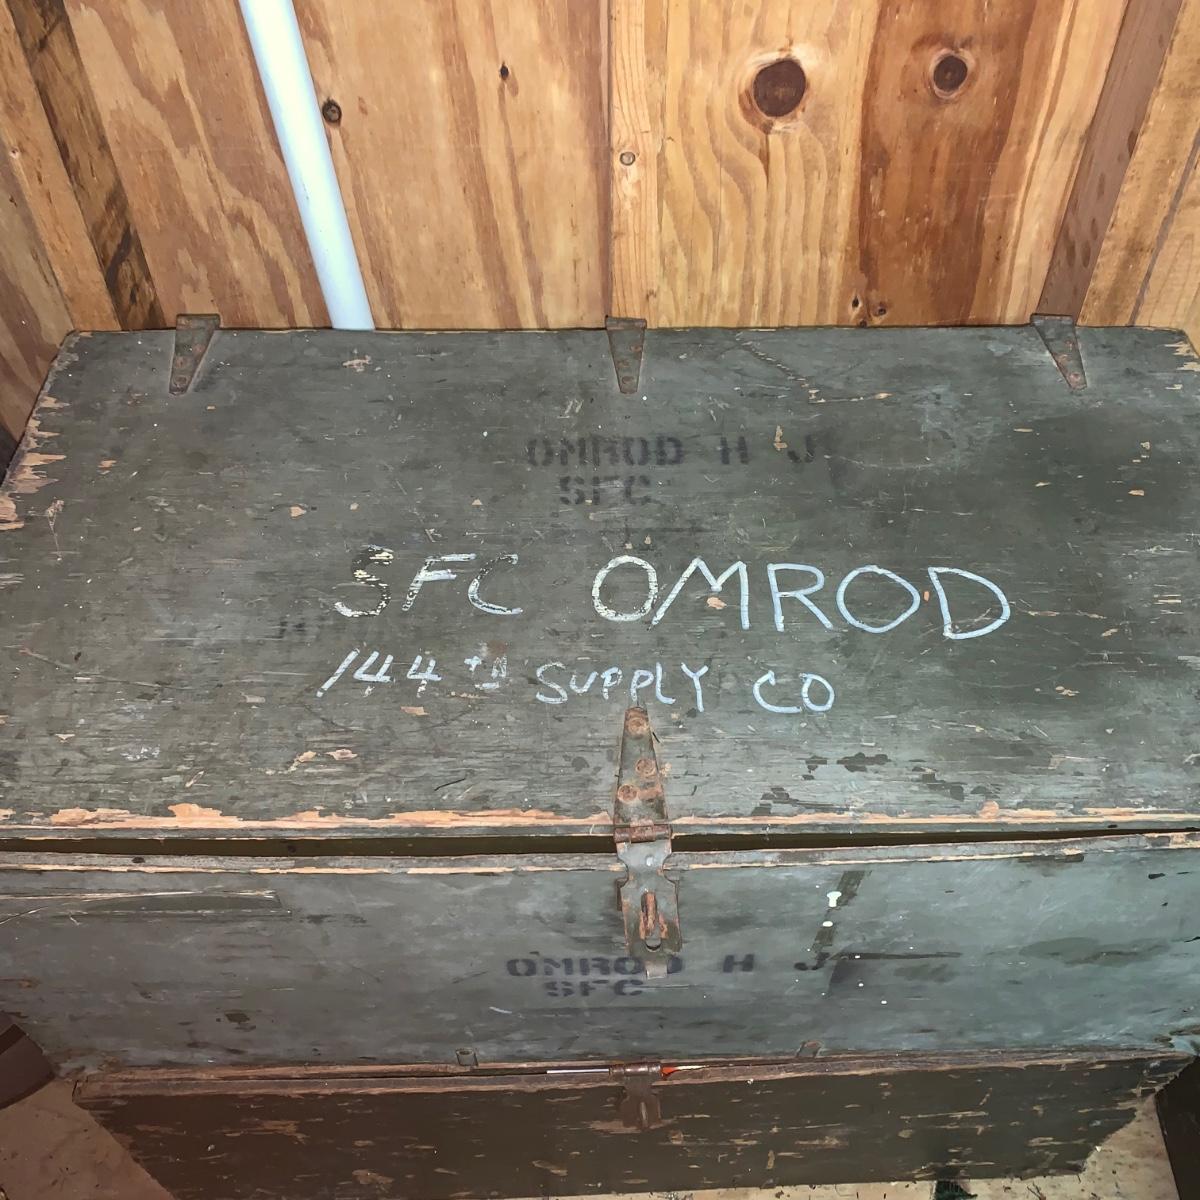 OMROD H J
SFC
SFC OMROD
144th SUPPLY CO
OMROD H J
SFC